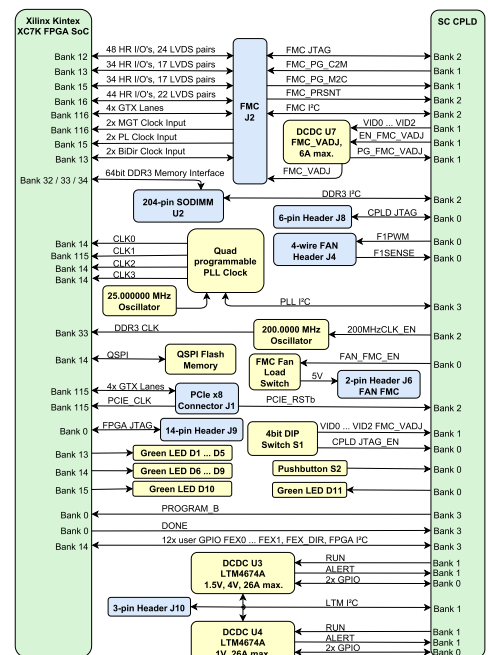 Xilinx Kintex
XC7K FPGA SoC
SC CPLD
Bank 12
48 HR I/O's, 24 LVDS pairs
Bank 13
34 HR I/O's, 17 LVDS pairs
Bank 15
34 HR I/O's, 17 LVDS pairs
Bank 16
44 HR I/O's, 22 LVDS pairs
Bank 116
4x GTX Lanes
Bank 116
2x MGT Clock Input
Bank 15
2x PL Clock Input
Bank 13
2x BiDir Clock Input
FMC
J2
FMC JTAG
Bank 2
FMC_PG_C2M
Bank 1
FMC_PG_M2C
Bank 1
FMC_PRSNT
Bank 2
FMC I²C
Bank 2
DCDC U7
FMC_VADJ,
6A max.
VID0 ... VID2
Bank 1
EN_FMC_VADJ
Bank 1
PG_FMC_VADJ
Bank 1
FMC_VADJ
Bank 32 / 33 / 34
64bit DDR3 Memory Interface
204-pin SODIMM
U2
DDR3 I²C
Bank 2
6-pin Header J8
CPLD JTAG
Bank 0
4-wire FAN
Header J4
F1PWM
Bank 0
F1SENSE
Bank 0
Bank 14
CLK0
Bank 115
CLK1
Bank 14
CLK2
Bank 14
CLK3
Quad
programmable
PLL Clock
25.000000 MHz
Oscillator
PLL I²C
Bank 3
Bank 33
DDR3 CLK
200.0000 MHz
Oscillator
200MHzCLK_EN
Bank 2
Bank 14
QSPI
QSPI Flash
Memory
FMC Fan
Load
Switch
FAN_FMC_EN
Bank 0
5V
2-pin Header J6
FAN FMC
Bank 115
4x GTX Lanes
Bank 115
PCIE_CLK
PCIe x8
Connector J1
PCIE_RSTb
Bank 2
Bank 0
FPGA JTAG
14-pin Header J9
4bit DIP
Switch S1
VID0 ... VID2 FMC_VADJ
Bank 1
CPLD JTAG_EN
Bank 0
Bank 13
Green LED D1 ... D5
Bank 14
Green LED D6 ... D9
Pushbutton S2
Bank 0
Bank 15
Green LED D10
Green LED D11
Bank 0
Bank 0
PROGRAM_B
Bank 3
Bank 0
DONE
Bank 3
Bank 14
12x user GPIO FEX0 ... FEX1, FEX_DIR, FPGA I²C
Bank 3
DCDC U3
LTM4674A
1.5V, 4V, 26A max.
RUN
Bank 1
ALERT
Bank 1
2x GPIO
Bank 0
3-pin Header J10
LTM I²C
Bank 1
DCDC U4
LTM4674A
1V, 26A max
RUN
Bank 1
ALERT
Bank 1
2x GPIO
Bank 0